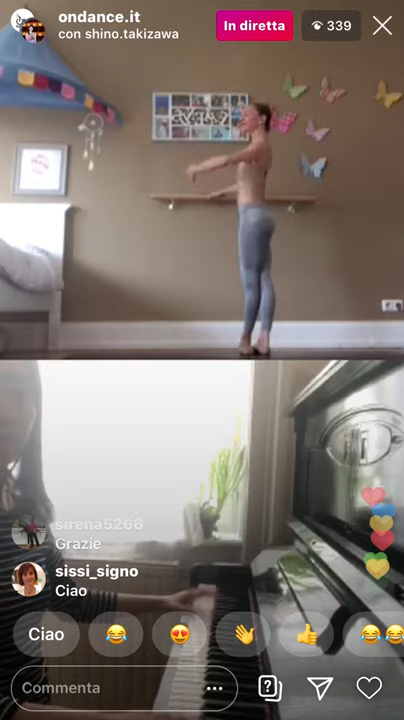 ondance.it
con shino.takizawa
In diretta
339
sirena5266
Grazie
sissi_signo
Ciao
Ciao
Commenta